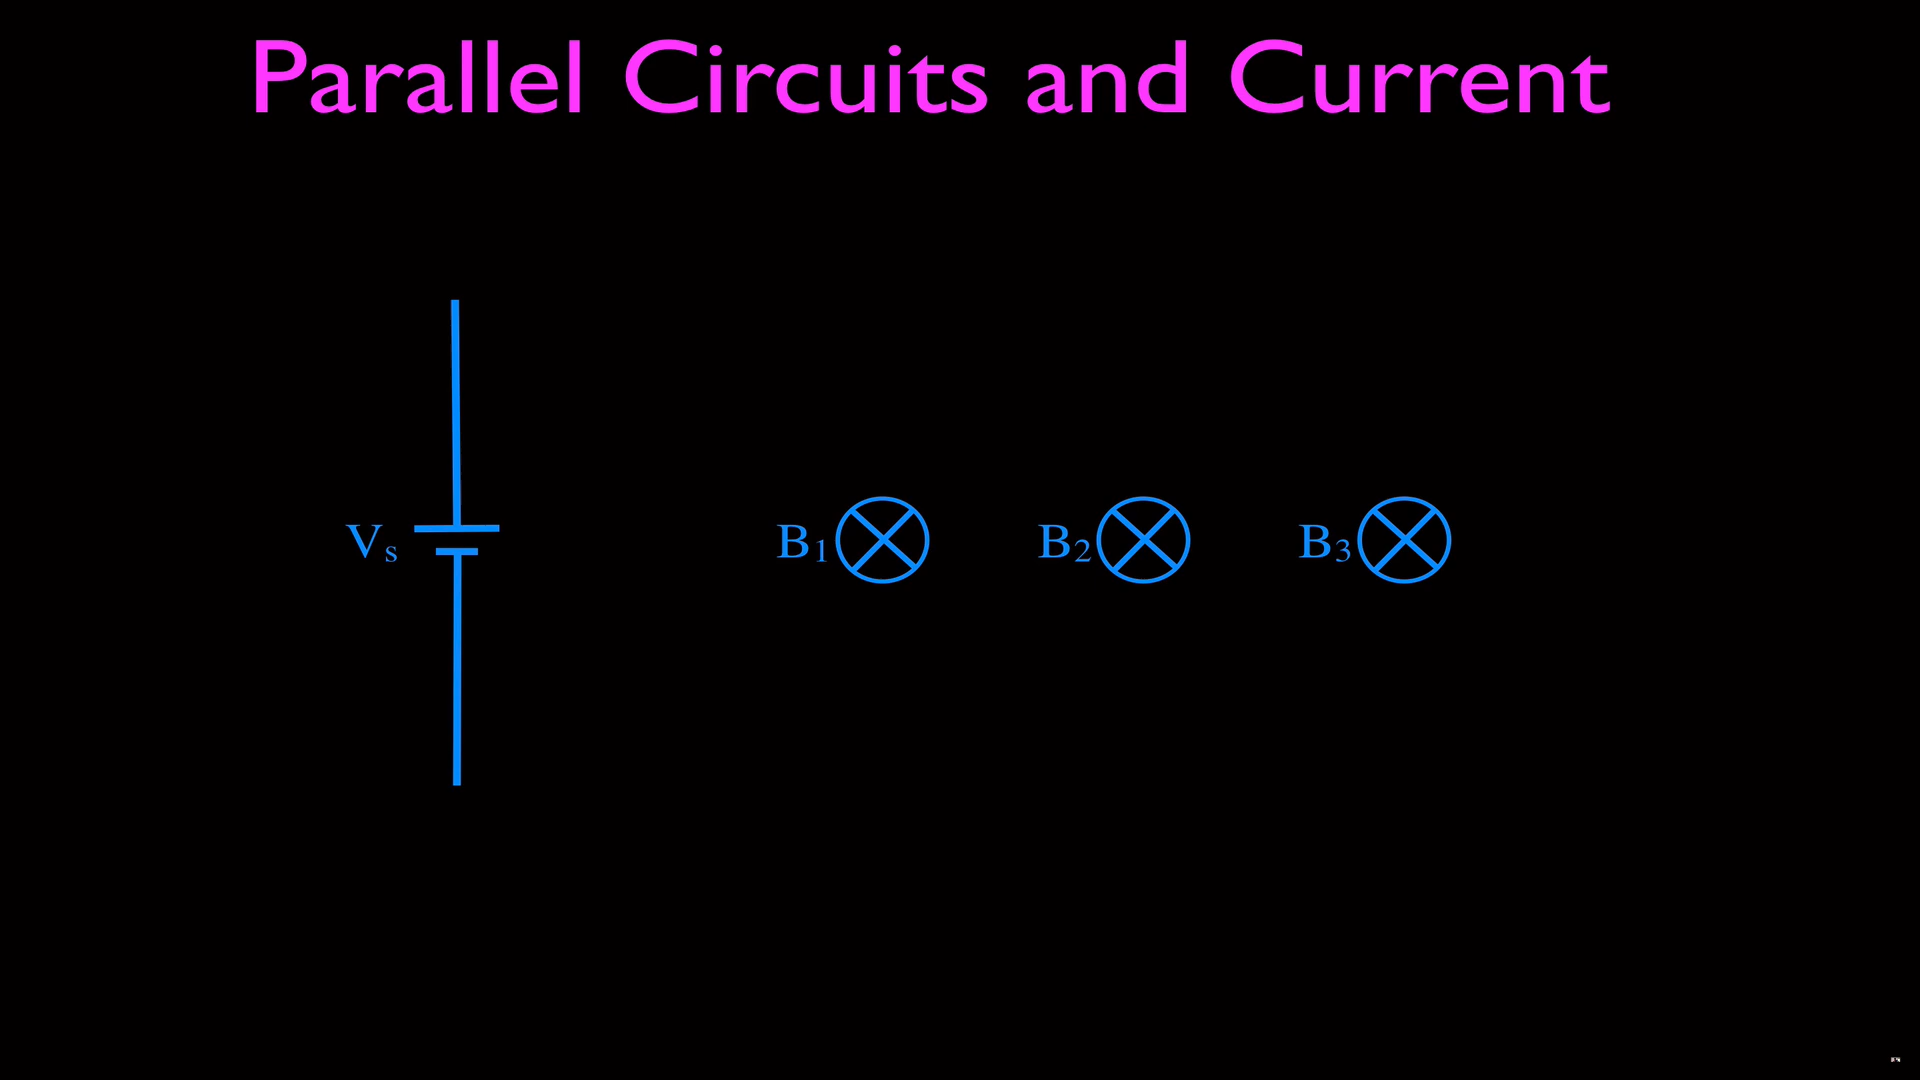 Parallel Circuits and Current
Vs
B1
B2
B3